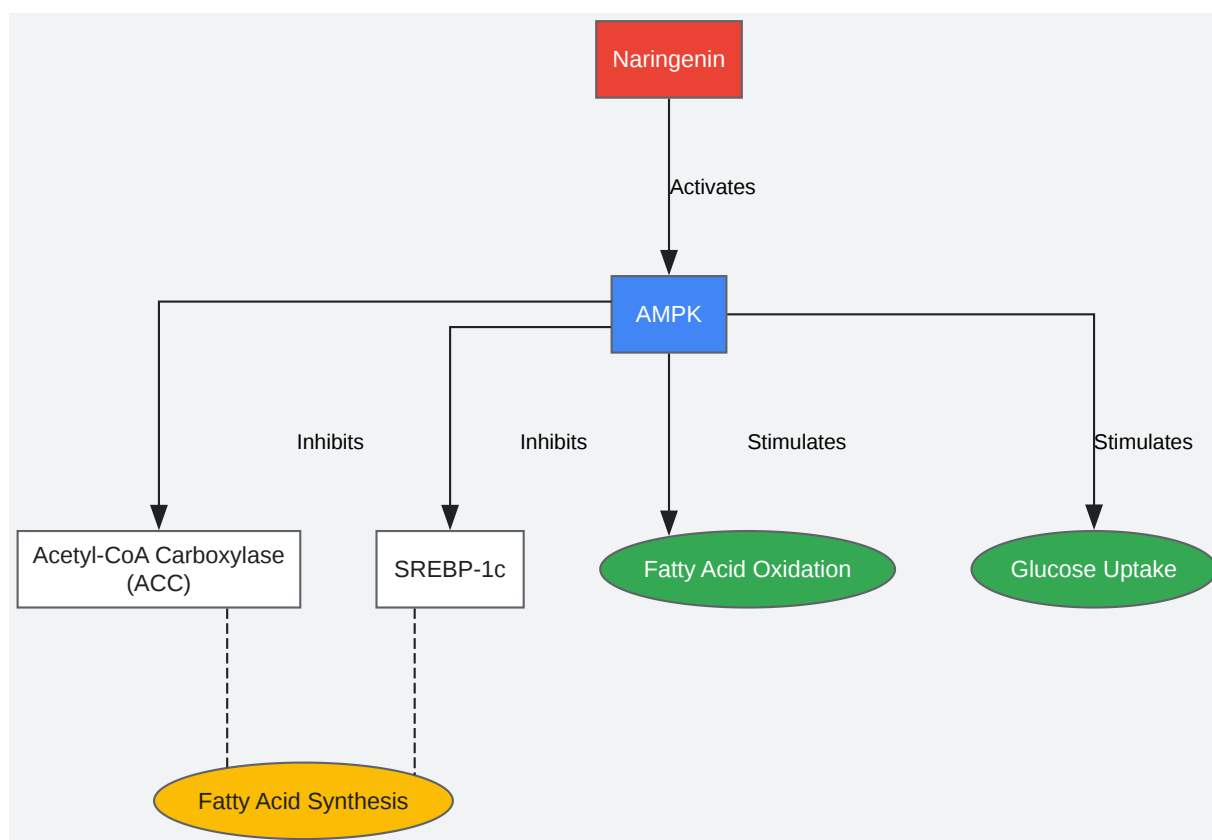 Naringenin
Activates
AMPK
Inhibits
Inhibits
Stimulates
Stimulates
Acetyl-CoA Carboxylase
(ACC)
SREBP-1c
Fatty Acid Oxidation
Glucose Uptake
Fatty Acid Synthesis